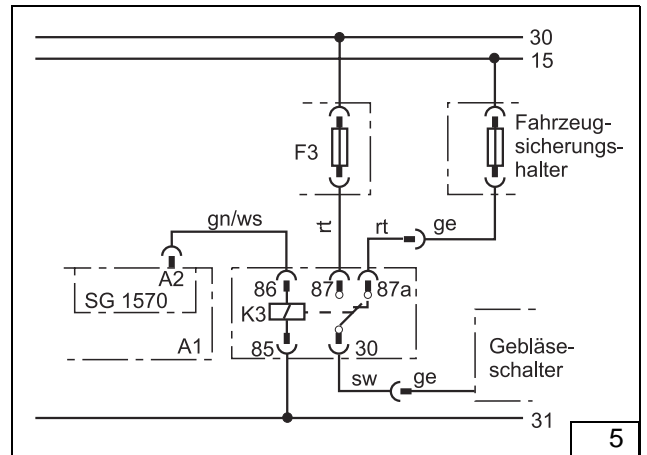 30
15
F3
Fahrzeug-
sicherungs-
halter
gn/ws
rt
rt
ge
A2
SG 1570
A1
86
87
87a
K3
85
30
sw
ge
Gebläse-
schalter
31
5